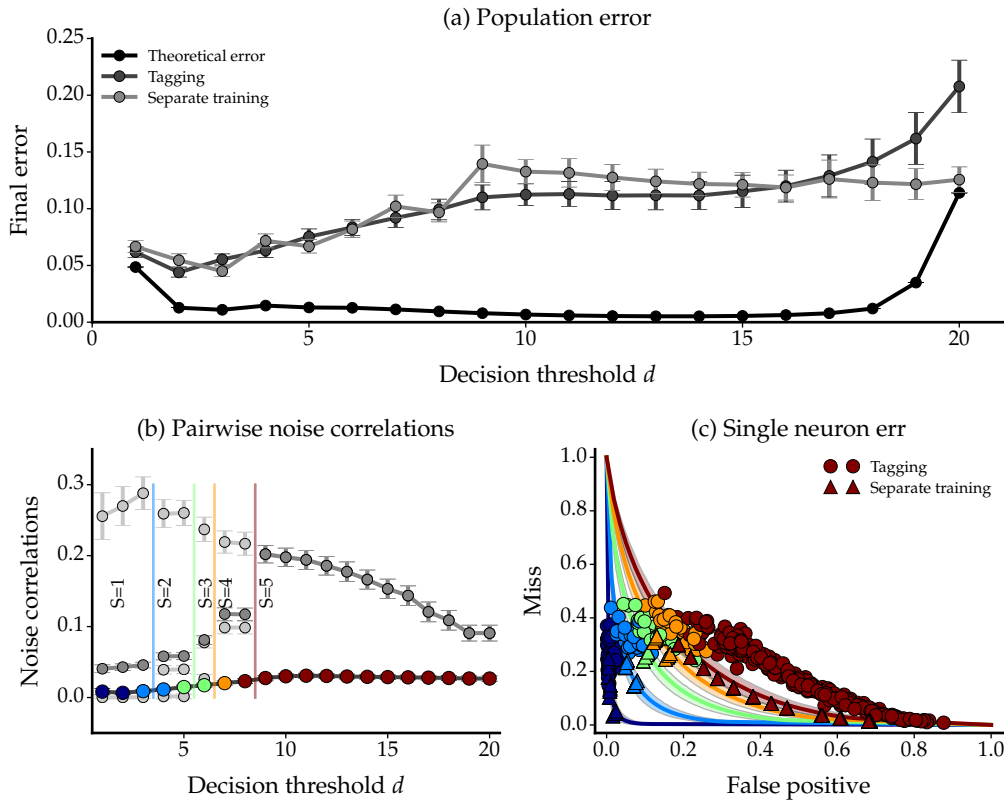 (a) Population error
0.25
0.20
0.15
0.10
0.05
0.00
Final error
Theoretical error
Tagging
Separate training
0 5 10 15 20
Decision threshold d
(b) Pairwise noise correlations
0.3
0.2
0.1
0.0
Noise correlations
S=1
S=2
S=3
S=4
S=5
5 10 15 20
Decision threshold d
(c) Single neuron err
1.0
0.8
0.6
0.4
0.2
0.0
Miss
Tagging
Separate training
0.0 0.2 0.4 0.6 0.8 1.0
False positive